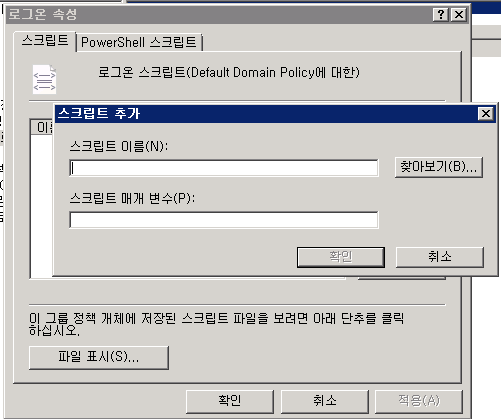 로그온 속성
스크립트
PowerShell 스크립트
로그온 스크립트(Default Domain Policy에 대한)
스크립트 추가
스크립트 이름(N):
찾아보기(B)...
스크립트 매개 변수(P):
확인
취소
이 그룹 정책 개체에 저장된 스크립트 파일을 보려면 아래 단추를 클릭
하십시오.
파일 표시(S)...
확인
취소
적용(A)